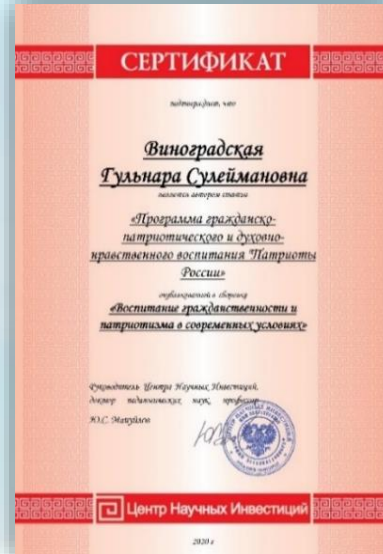 СЕРТИФИКАТ
подтверждает, что
Виноградская
Гульнара Сулеймановна
является автором статьи
«Программа гражданско-
патриотического и духовно-
нравственного воспитания "Патриоты
России»
опубликованной в сборнике
«Воспитание гражданственности и
патриотизма в современных условиях»
Руководитель Центра Научных Инвестиций,
доктор педагогических наук, профессор
Ю.С.
Центр Научных Инвестиций
2020 г